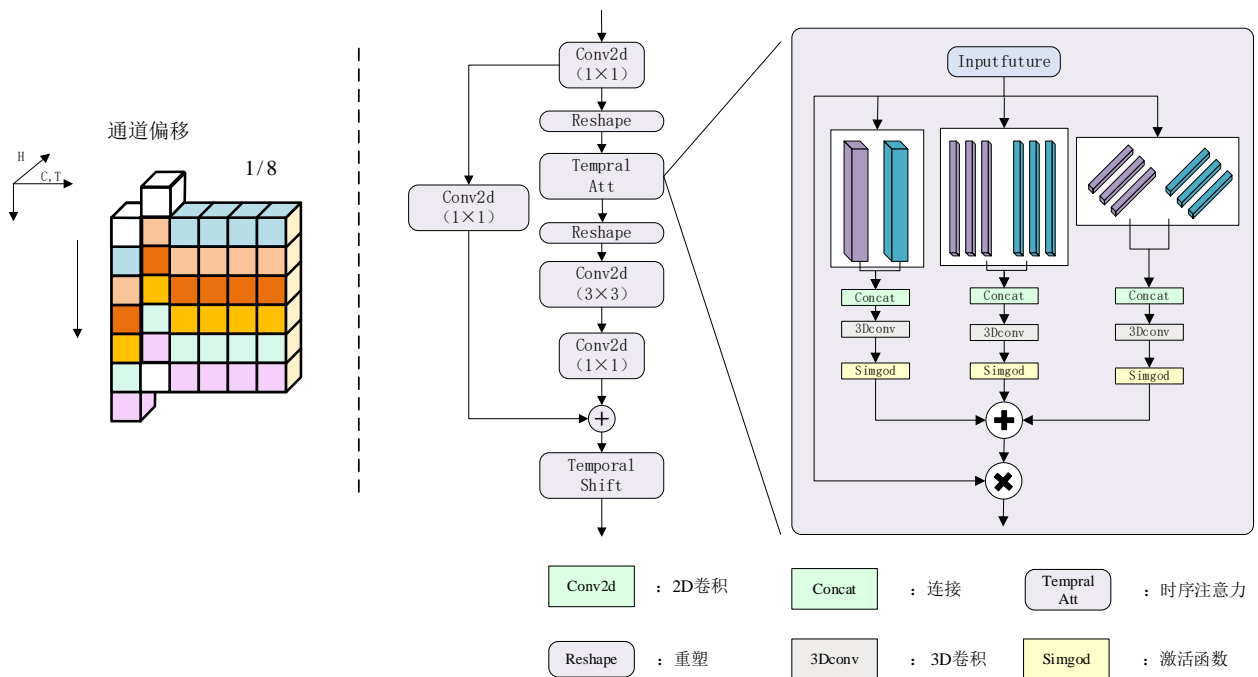 通道偏移
H
C,T
1/8
Conv2d
(1×1)
Reshape
Tempral
Att
Conv2d
(1×1)
Reshape
Conv2d
(3×3)
Conv2d
(1×1)
Temporal
Shift
Inputfuture
Concat
Concat
Concat
3Dconv
3Dconv
3Dconv
Simgod
Simgod
Simgod
Conv2d ：2D卷积
Concat ：连接
Tempral
Att ：时序注意力
Reshape ：重塑
3Dconv ：3D卷积
Simgod ：激活函数